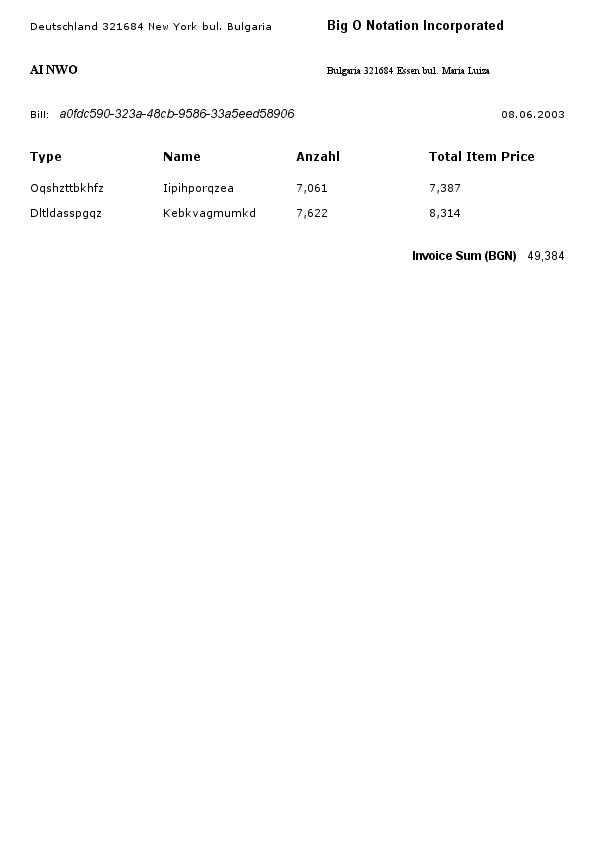 Deutschland 321684 New York bul. Bulgaria Big O Notation Incorporated
AI NWO Bulgaria 321684 Essen bul. Maria Luiza
Bill: a0fdc590-323a-48cb-9586-33a5eed58906 08.06.2003
Type Name Anzahl Total Item Price
Oqshzttbkhfz Iipihporqzea 7,061 7,387
Dltldasspgqz Kebkvagmumkd 7,622 8,314
Invoice Sum (BGN) 49,384